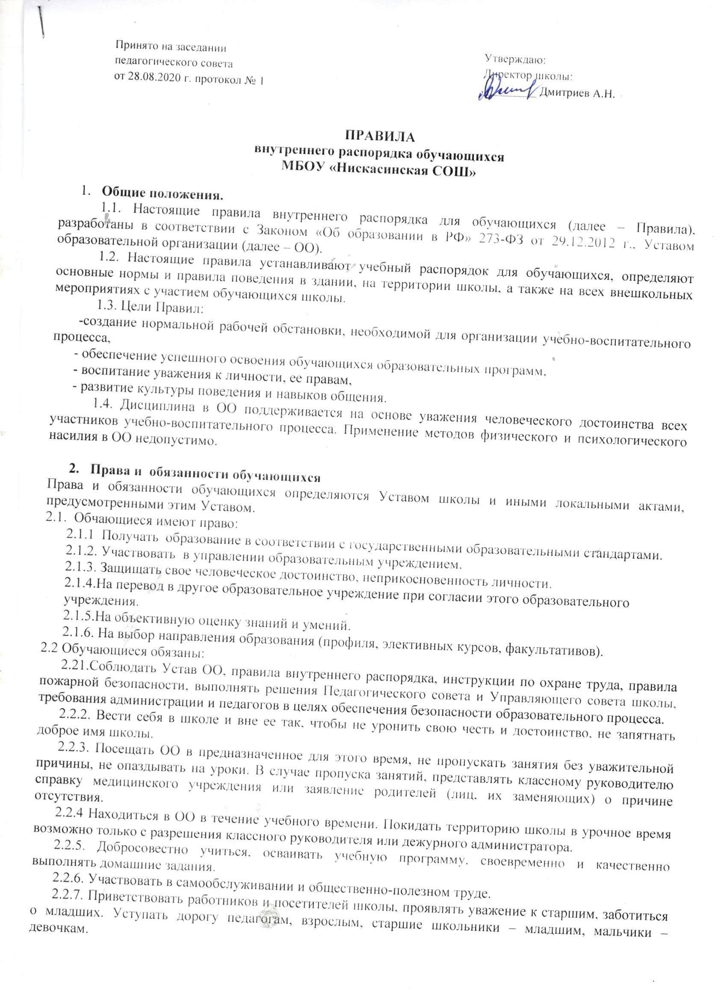 Принято на заседании
педагогического совета
от 28.08.2020 г. протокол № 1
Утверждаю:
Директор школы:
Дмитриев А.Н.
ПРАВИЛА
внутреннего распорядка обучающихся
МБОУ «Нискасинская СОШ»
1. Общие положения.
1.1. Настоящие правила внутреннего распорядка для обучающихся (далее – Правила),
разработаны в соответствии с Законом «Об образовании в РФ» 273-ФЗ от 29.12.2012 г., Уставом
образовательной организации (далее – ОО).
1.2. Настоящие правила устанавливают учебный распорядок для обучающихся, определяют
основные нормы и правила поведения в здании, на территории школы, а также на всех внешкольных
мероприятиях с участием обучающихся школы.
1.3. Цели Правил:
-создание нормальной рабочей обстановки, необходимой для организации учебно-воспитательного
процесса,
- обеспечение успешного освоения обучающихся образовательных программ,
- воспитание уважения к личности, ее правам,
- развитие культуры поведения и навыков общения.
1.4. Дисциплина в ОО поддерживается на основе уважения человеческого достоинства всех
участников учебно-воспитательного процесса. Применение методов физического и психологического
насилия в ОО недопустимо.
2. Права и обязанности обучающихся
Права и обязанности обучающихся определяются Уставом школы и иными локальными актами,
предусмотренными этим Уставом.
2.1. Обчающиеся имеют право:
2.1.1 Получать образование в соответствии с государственными образовательными стандартами.
2.1.2. Участвовать в управлении образовательным учреждением.
2.1.3. Защищать свое человеческое достоинство, неприкосновенность личности.
2.1.4.На перевод в другое образовательное учреждение при согласии этого образовательного
учреждения.
2.1.5.На объективную оценку знаний и умений.
2.1.6. На выбор направления образования (профиля, элективных курсов, факультативов).
2.2 Обучающиеся обязаны:
2.21.Соблюдать Устав ОО, правила внутреннего распорядка, инструкции по охране труда, правила
пожарной безопасности, выполнять решения Педагогического совета и Управляющего совета школы,
требования администрации и педагогов в целях обеспечения безопасности образовательного процесса.
2.2.2. Вести себя в школе и вне ее так, чтобы не уронить свою честь и достоинство, не запятнать
доброе имя школы.
2.2.3. Посещать ОО в предназначенное для этого время, не пропускать занятия без уважительной
причины, не опаздывать на уроки. В случае пропуска занятий, представлять классному руководителю
справку медицинского учреждения или заявление родителей (лиц, их заменяющих) о причине
отсутствия.
2.2.4 Находиться в ОО в течение учебного времени. Покидать территорию школы в урочное время
возможно только с разрешения классного руководителя или дежурного администратора.
2.2.5. Добросовестно учиться, осваивать учебную программу, своевременно и качественно
выполнять домашние задания.
2.2.6. Участвовать в самообслуживании и общественно-полезном труде.
2.2.7. Приветствовать работников и посетителей школы, проявлять уважение к старшим, заботиться
о младших. Уступать дорогу педагогам, взрослым, старшие школьники – младшим, мальчики –
девочкам.